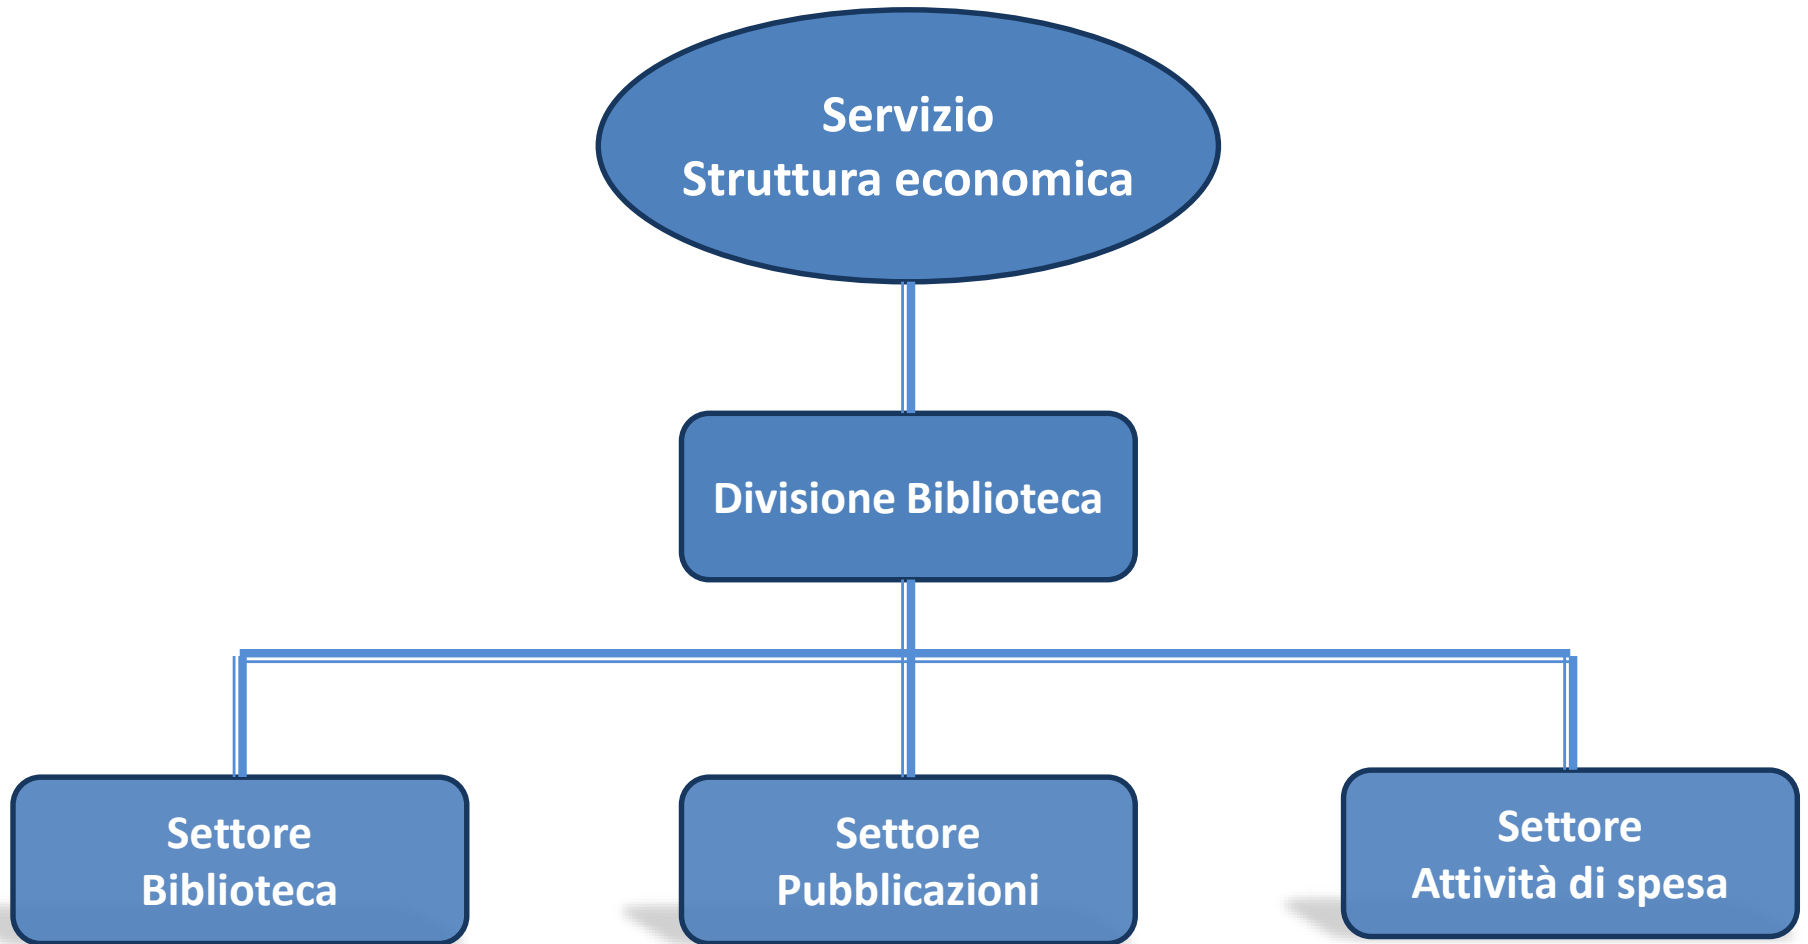 Servizio
Struttura economica
Divisione Biblioteca
Settore
Biblioteca
Settore
Pubblicazioni
Settore
Attività di spesa